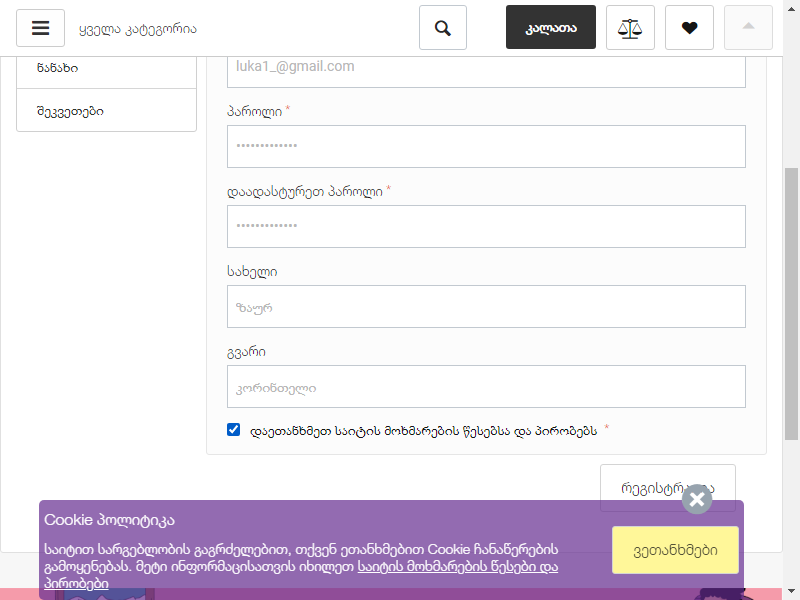 ყველა კატეგორია
კალათა
ნანახი
luka1_@gmail.com
შეკვეთები
პაროლი *
•••••••••••••
დაადასტურეთ პაროლი *
•••••••••••••
სახელი
ზაურ
გვარი
კორინთელი
დაეთანხმეთ საიტის მოხმარების წესებსა და პირობებს *
Cookie პოლიტიკა
საიტით სარგებლობის გაგრძელებით, თქვენ ეთანხმებით Cookie ჩანაწერების
გამოყენებას. მეტი ინფორმაციისათვის იხილეთ საიტის მოხმარების წესები და
პირობები
ვეთანხმები